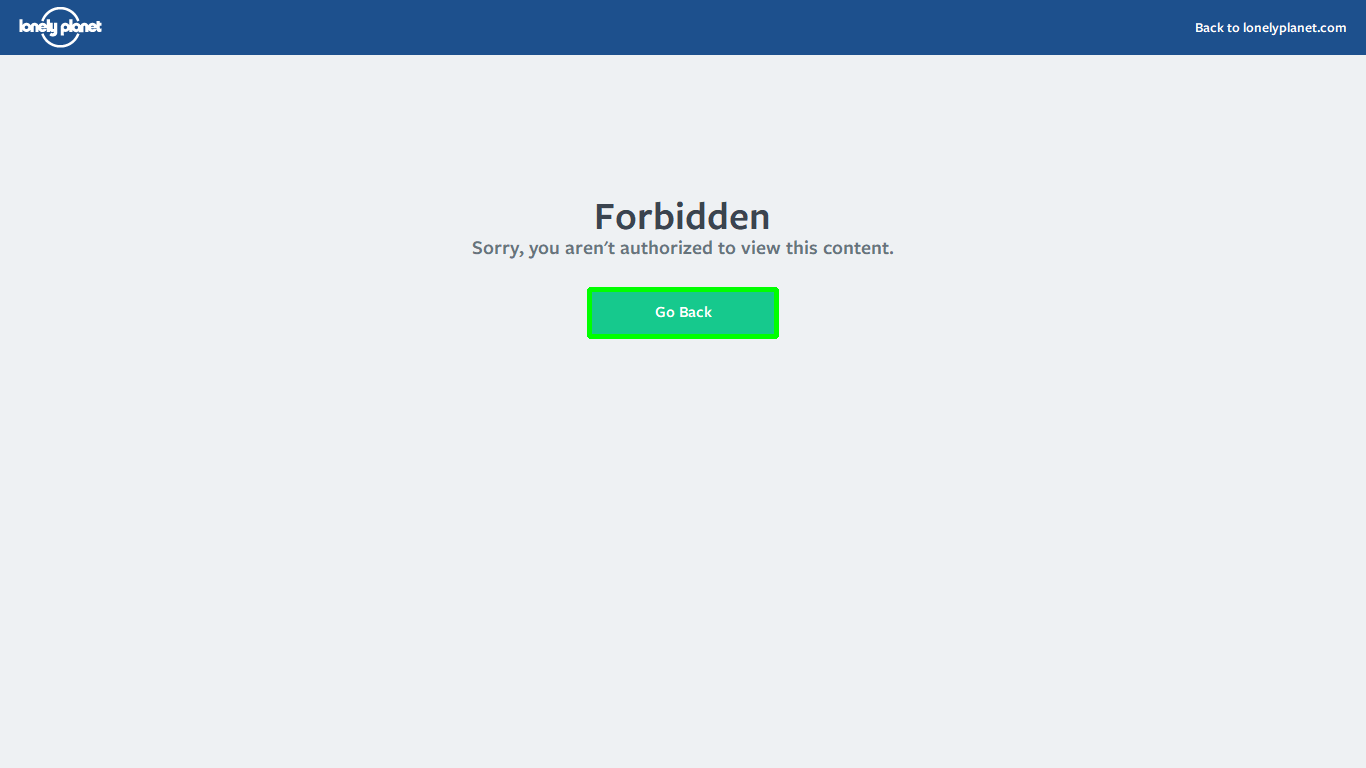 lonely planet
Back to lonelyplanet.com
Forbidden
Sorry, you aren't authorized to view this content.
Go Back